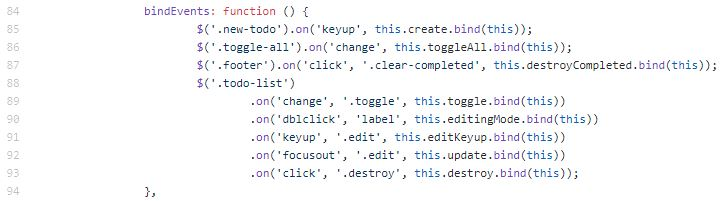 84 bindEvents: function () {
85 $('.new-todo').on('keyup', this.create.bind(this));
86 $('.toggle-all').on('change', this.toggleAll.bind(this));
87 $('.footer').on('click', '.clear-completed', this.destroyCompleted.bind(this));
88 $('.todo-list')
89 .on('change', '.toggle', this.toggle.bind(this))
90 .on('dblclick', 'label', this.editingMode.bind(this))
91 .on('keyup', '.edit', this.editKeyup.bind(this))
92 .on('focusout', '.edit', this.update.bind(this))
93 .on('click', '.destroy', this.destroy.bind(this));
94 },